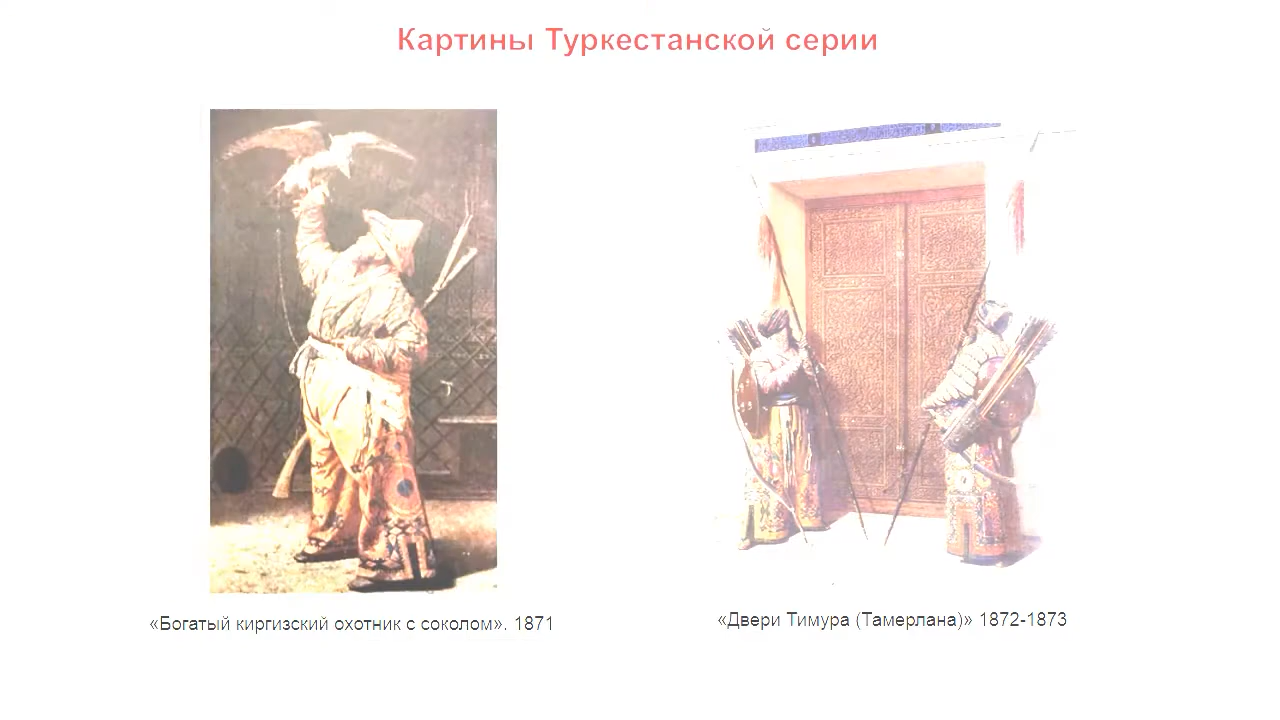 Картины Туркестанской серии
«Богатый киргизский охотник с соколом». 1871
«Двери Тимура (Тамерлана)» 1872-1873